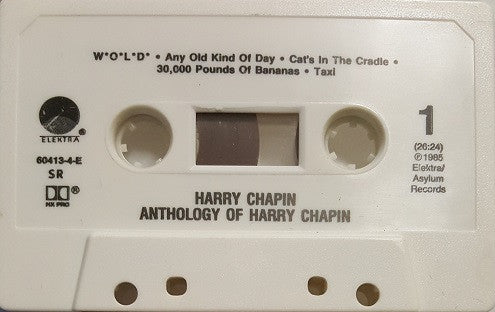 W*O*L*D* • Any Old Kind Of Day • Cat's In The Cradle •
30,000 Pounds Of Bananas • Taxi
ELEKTRA®
60413-4-E
SR
®
HX PRO
1
(26:24)
℗1985
Elektra/
Asylum
Records
HARRY CHAPIN
ANTHOLOGY OF HARRY CHAPIN